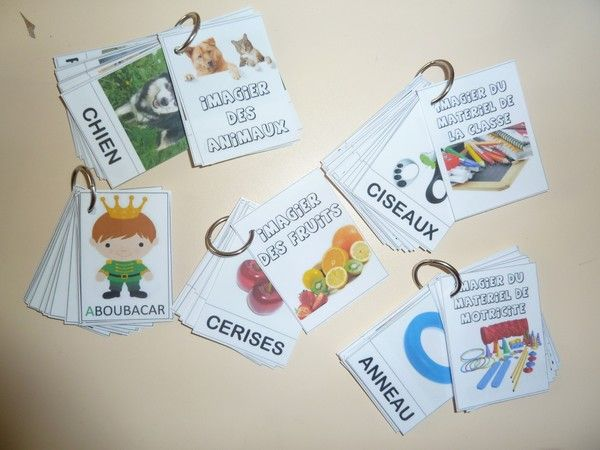 CHIEN
IMAGIER
DES
ANIMAUX
CISEAUX
IMAGIER DU
MATERIEL DE
LA CLASSE
ABOUBACAR
CERISES
IMAGIER
DES FRUITS
ANNEAU
IMAGIER DU
MATERIEL DE
MOTRICITE